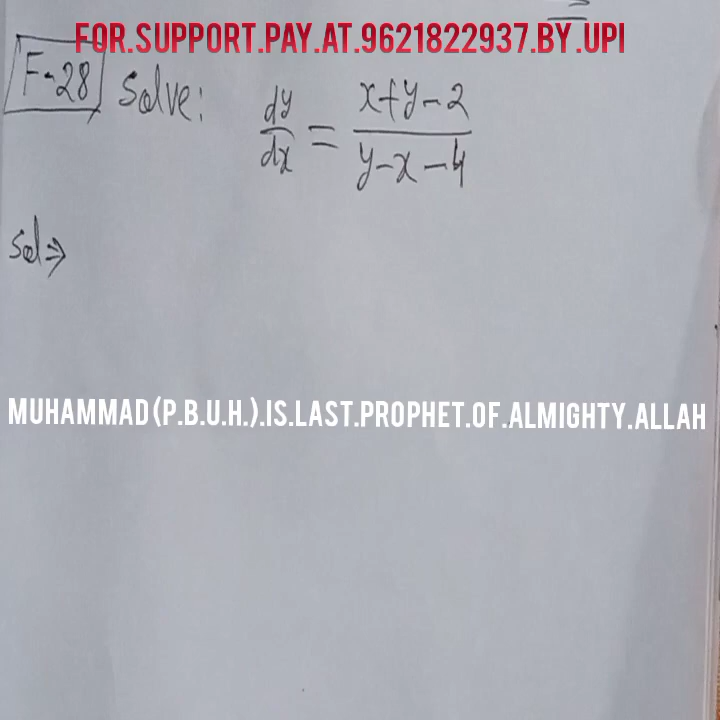 FOR.SUPPORT.PAY.AT.9621822937.BY.UPI
F-28 Solve: dy/dx = x+y-2/y-x-4
Sol⇒
MUHAMMAD(P.B.U.H.).IS.LAST.PROPHET.OF.ALMIGHTY.ALLAH